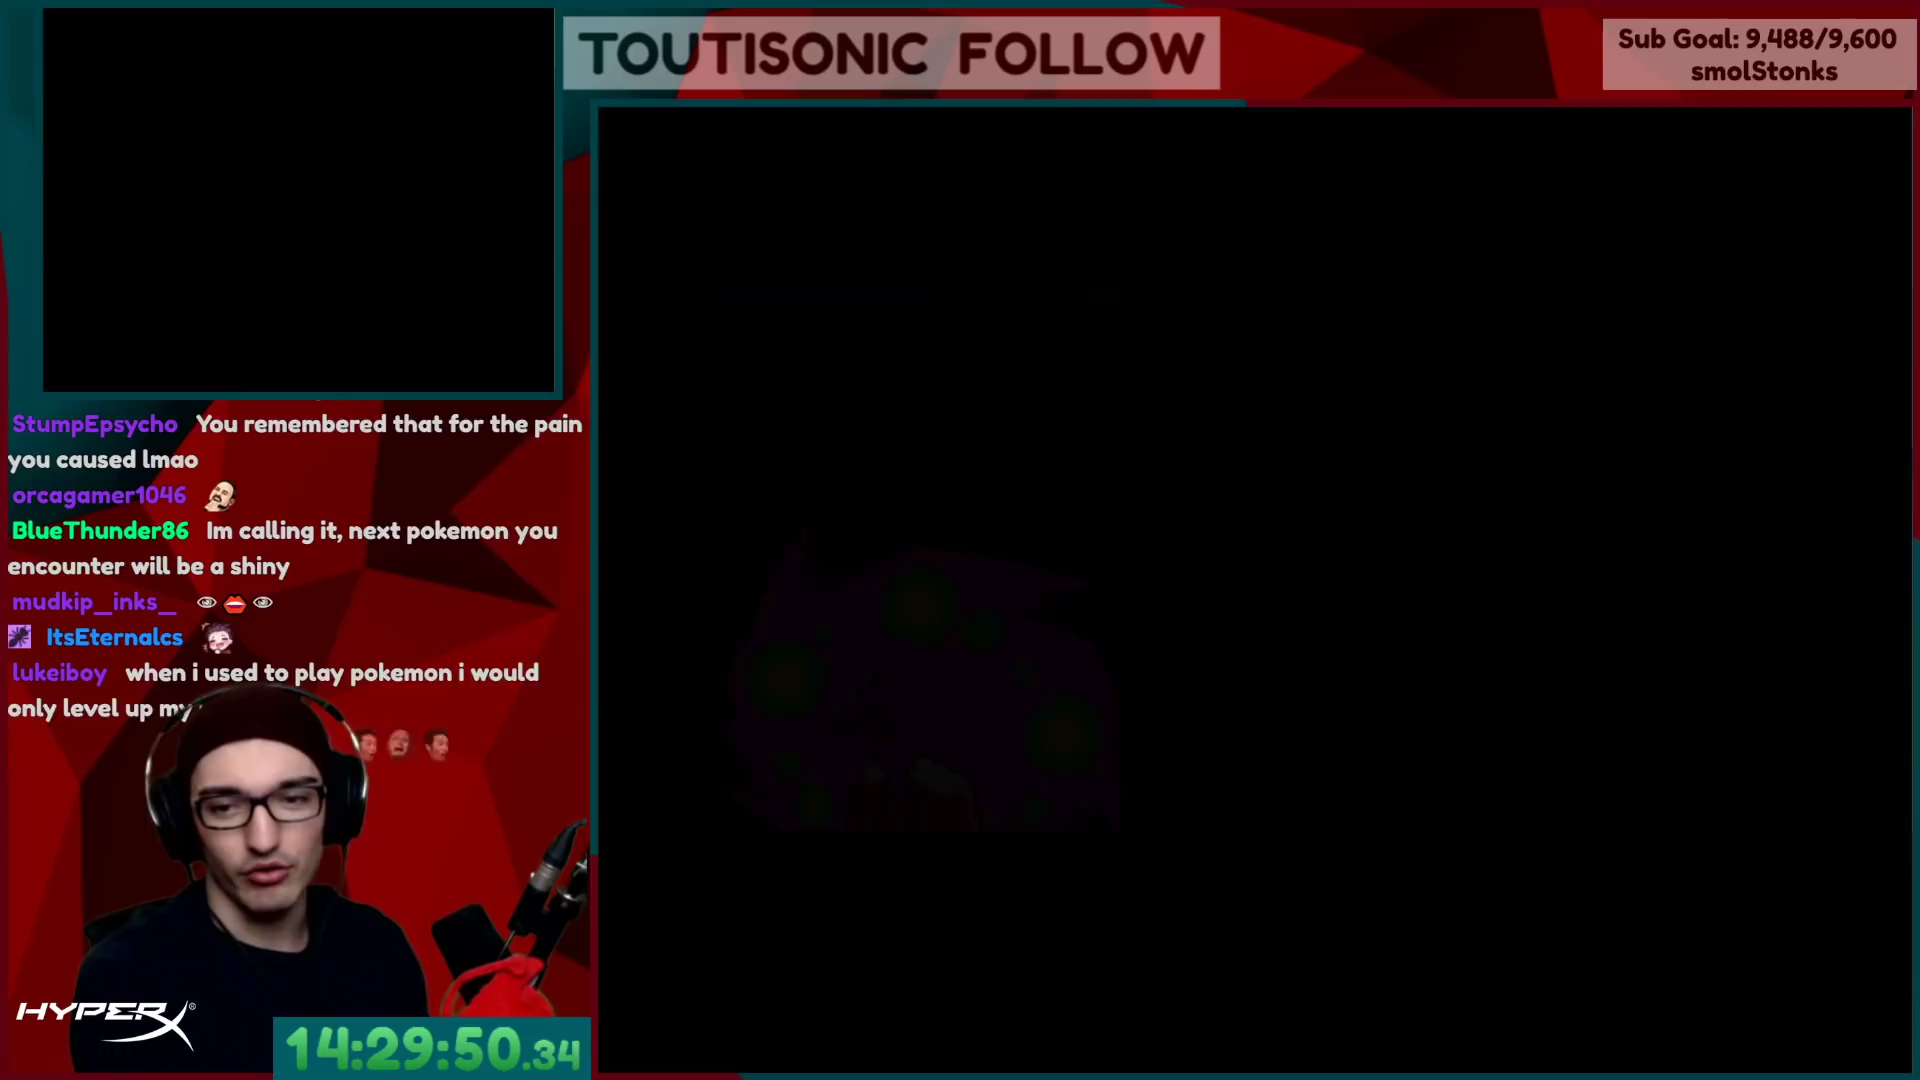 TOUTISONIC FOLLOW
Sub Goal: 9,488/9,600
smolStonks
StumpEpsycho You remembered that for the pain
you caused lmao
orcagamer1046
BlueThunder86 Im calling it, next pokemon you
encounter will be a shiny
mudkip_inks_
ItsEternalcs
lukeiboy when i used to play pokemon i would
only level up my
HYPERX®
14:29:50.34